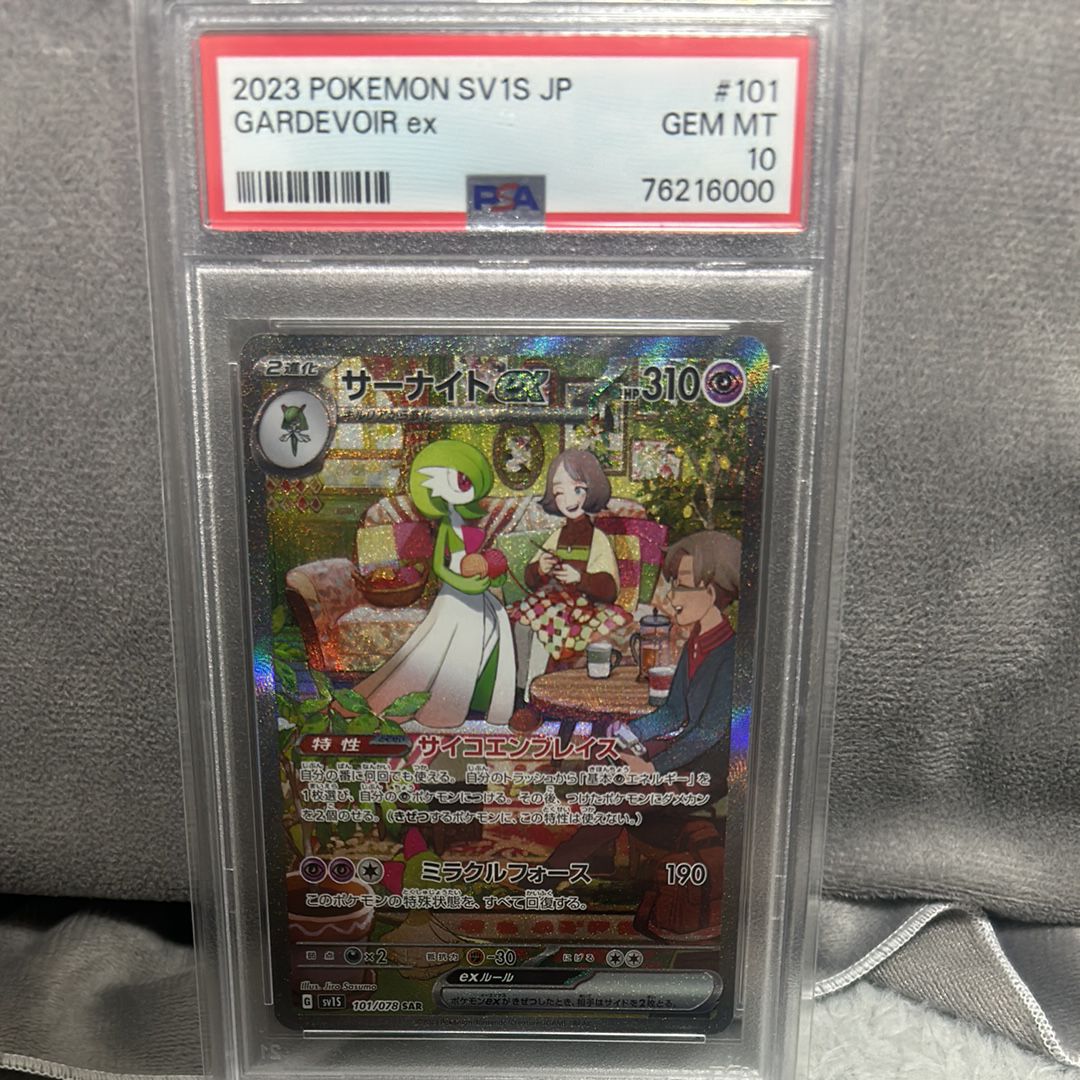 2023 POKEMON SV1S JP #101
GARDEVOIR ex GEM MT
10
PSA 76216000
2進化 サーナイトex HP310
特性 サイコエンブレイス
自分の番に何回でも使える。自分のトラッシュから「基本エネルギー」を
1枚選び、自分のポケモンにつける。その後、つけたポケモンにダメカン
を2個のせる。（きぜつするポケモンに、この特性は使えない。）
ミラクルフォース 190
このポケモンの特殊状態を、すべて回復する。
弱点 ×2 抵抗力 -30 にげる
exルール
ポケモンexがきぜつしたとき、相手はサイドを2枚とる。
Illus. Jiro Sasumo
G sv1S 101/078 SAR